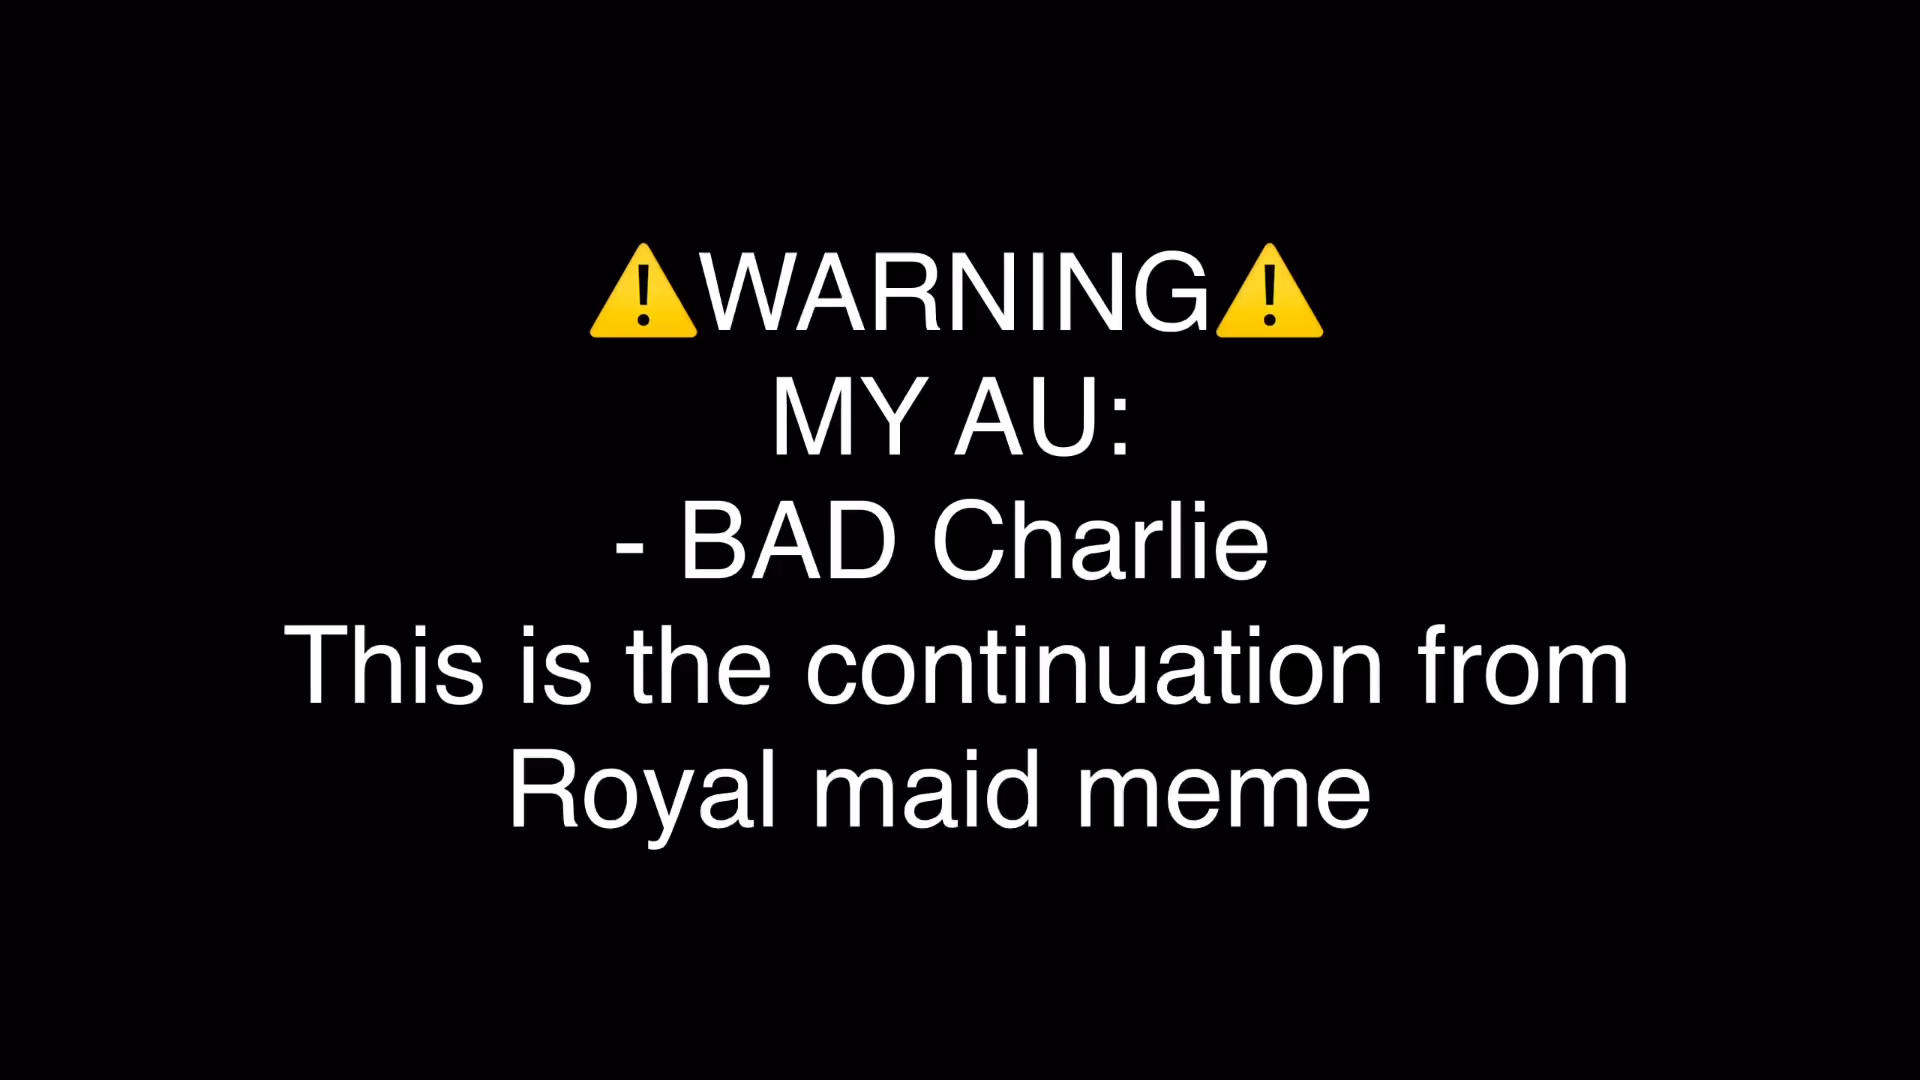 ⚠️WARNING⚠️
MY AU:
- BAD Charlie
This is the continuation from
Royal maid meme